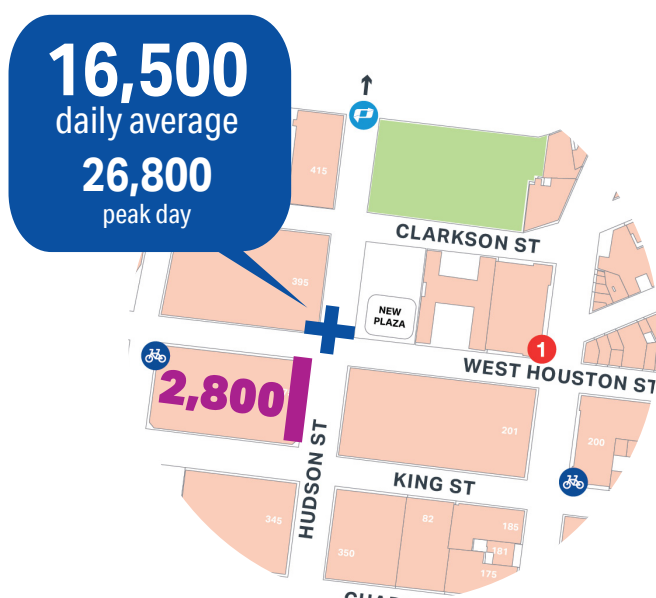 16,500
daily average
26,800
peak day
415
CLARKSON ST
395
NEW
PLAZA
1
WEST HOUSTON ST
2,800
HUDSON ST
201
200
KING ST
345
350
82
185
181
175